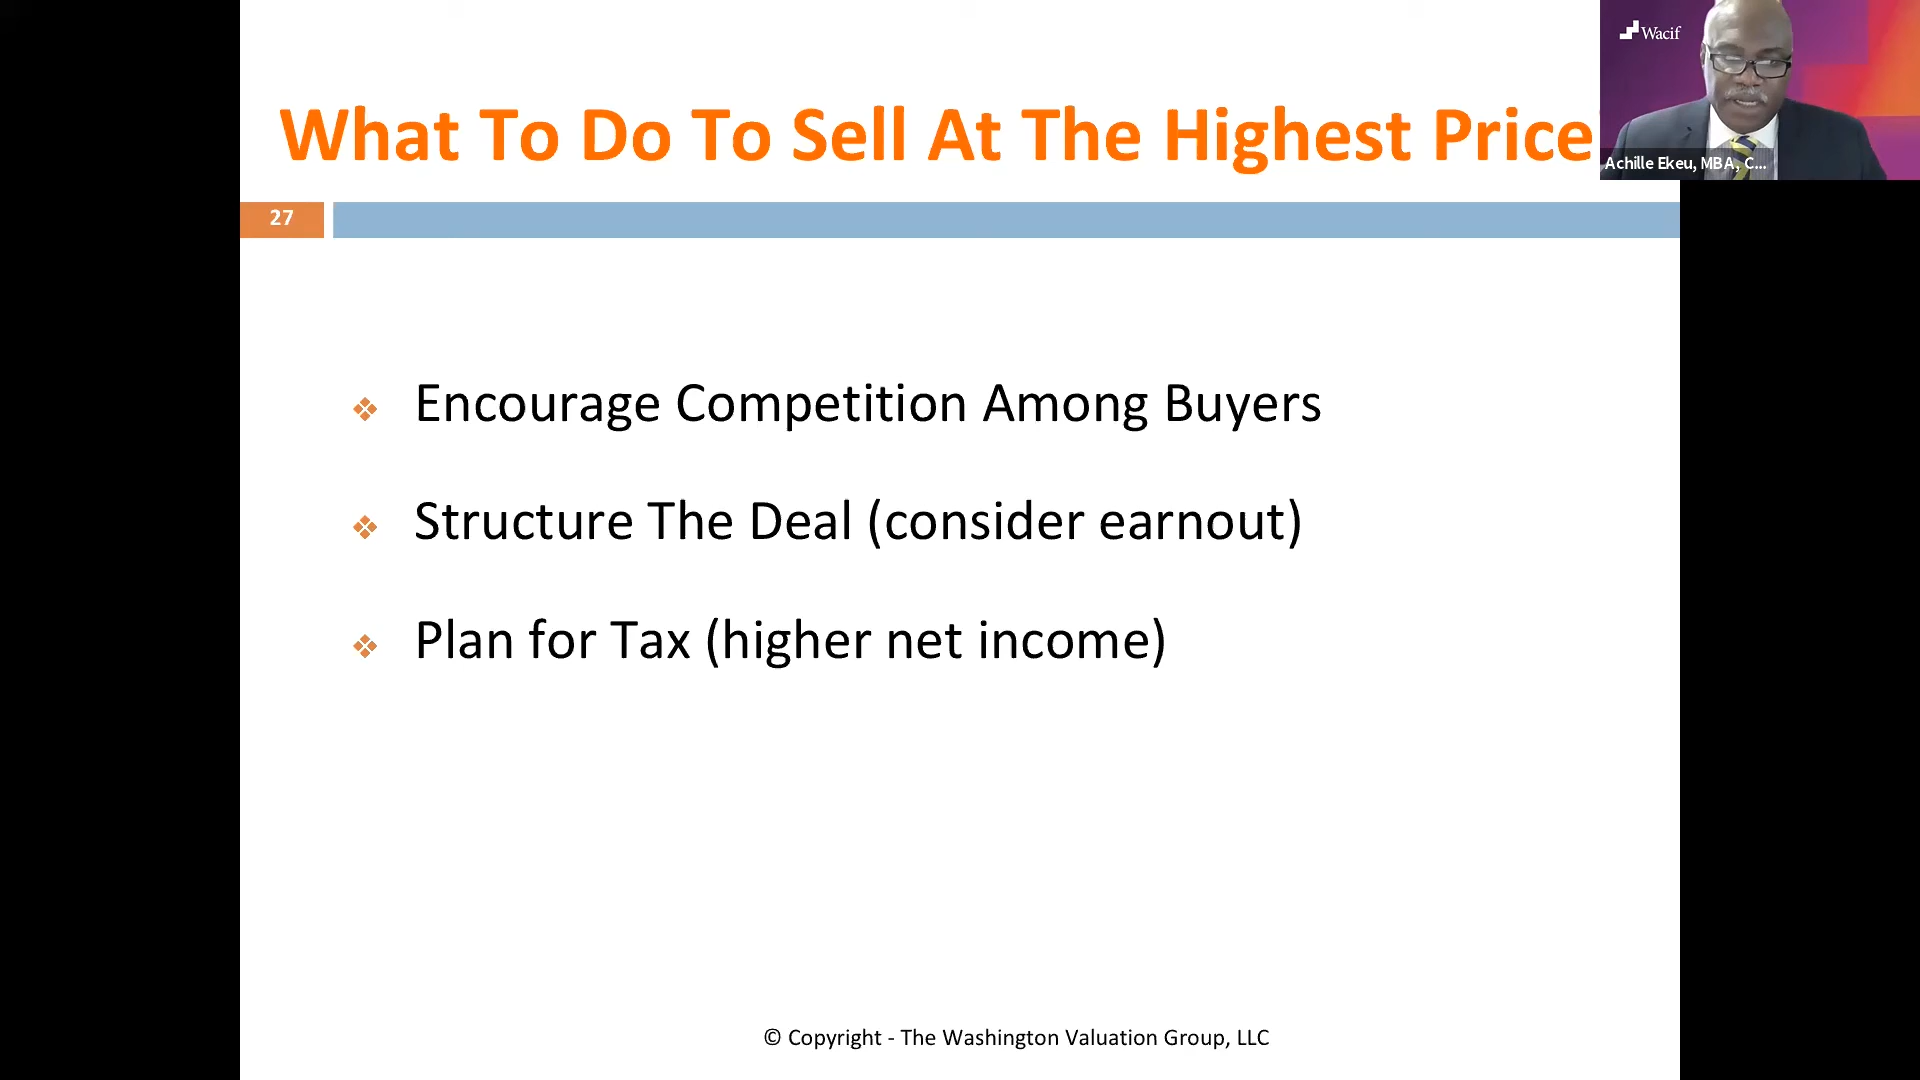 What To Do To Sell At The Highest Price
Wacif
Achille Ekeu, MBA, C...
27
Encourage Competition Among Buyers
Structure The Deal (consider earnout)
Plan for Tax (higher net income)
© Copyright - The Washington Valuation Group, LLC